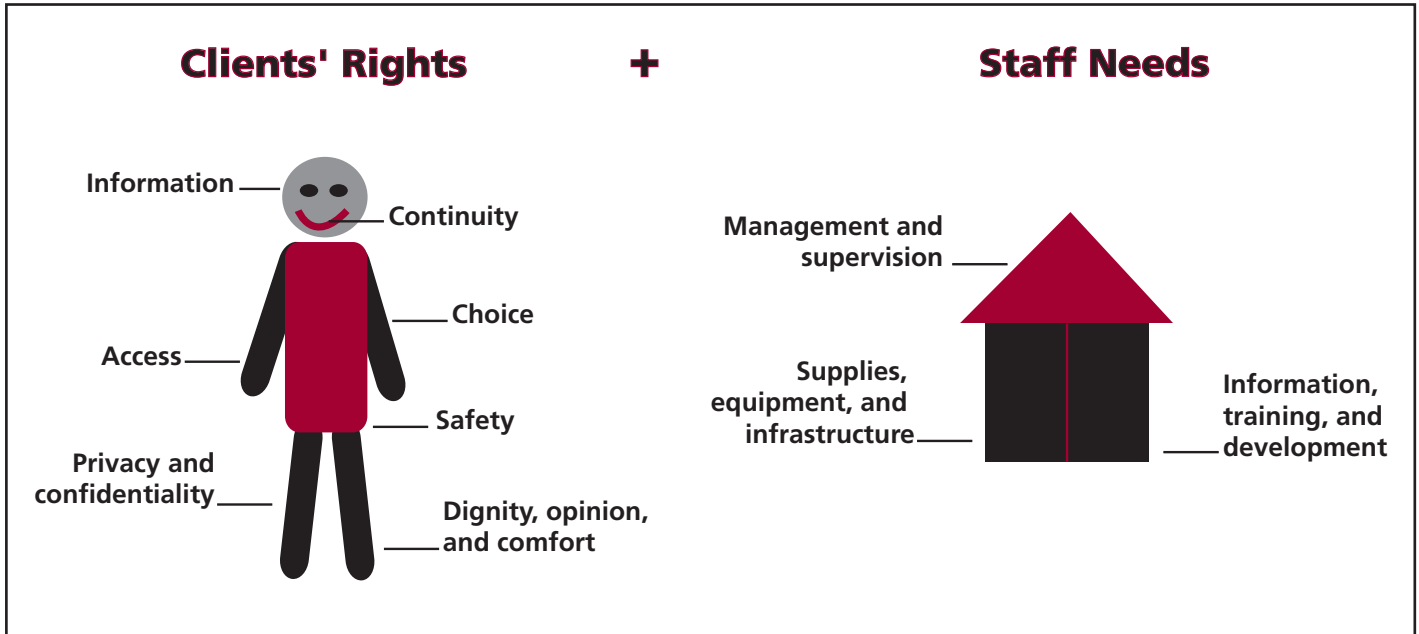 Clients' Rights + Staff Needs
Information
Continuity
Choice
Access
Safety
Privacy and
confidentiality
Dignity, opinion,
and comfort
Management and
supervision
Supplies,
equipment, and
infrastructure
Information,
training, and
development